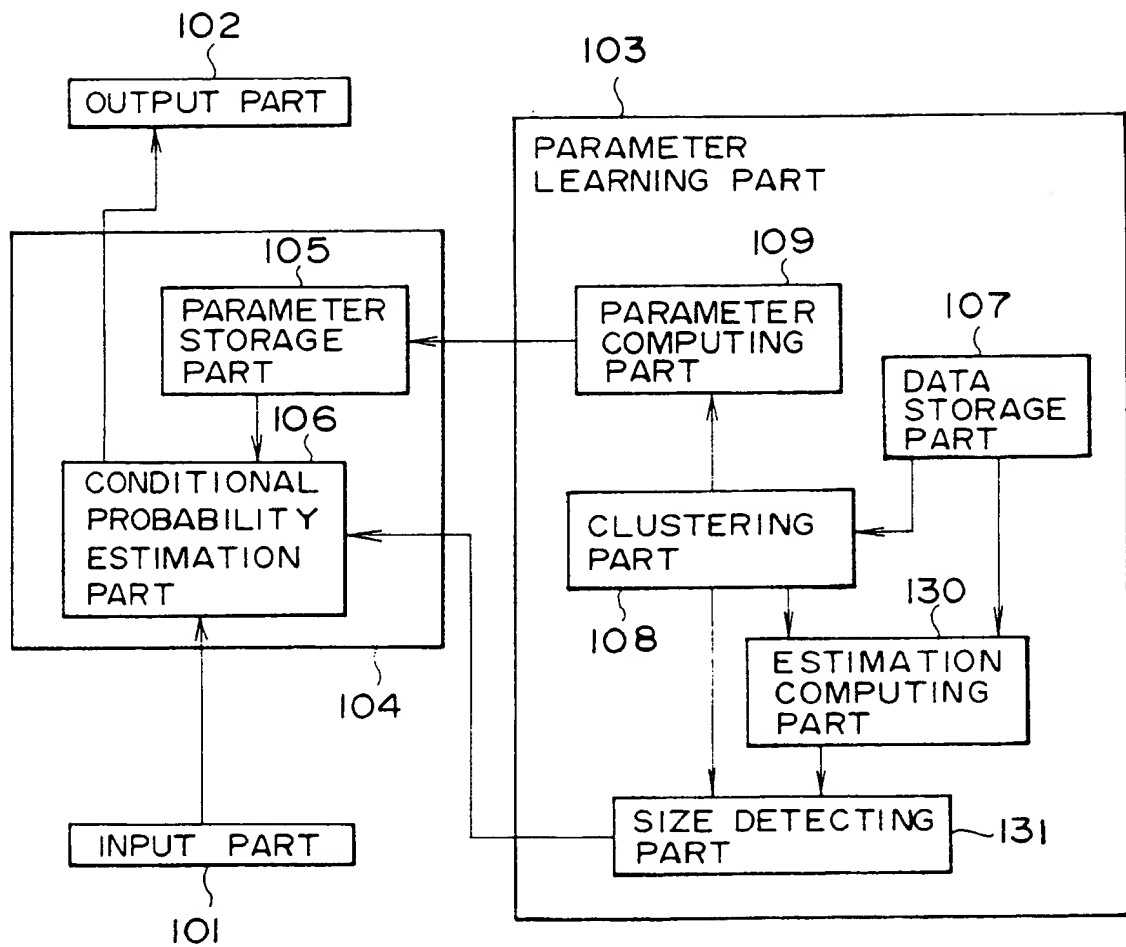 102
OUTPUT PART
103
PARAMETER
LEARNING PART
105
PARAMETER
STORAGE
PART
109
PARAMETER
COMPUTING
PART
107
DATA
STORAGE
PART
106
CONDITIONAL
PROBABILITY
ESTIMATION
PART
CLUSTERING
PART
108
130
ESTIMATION
COMPUTING
PART
104
SIZE DETECTING
PART
131
INPUT PART
101